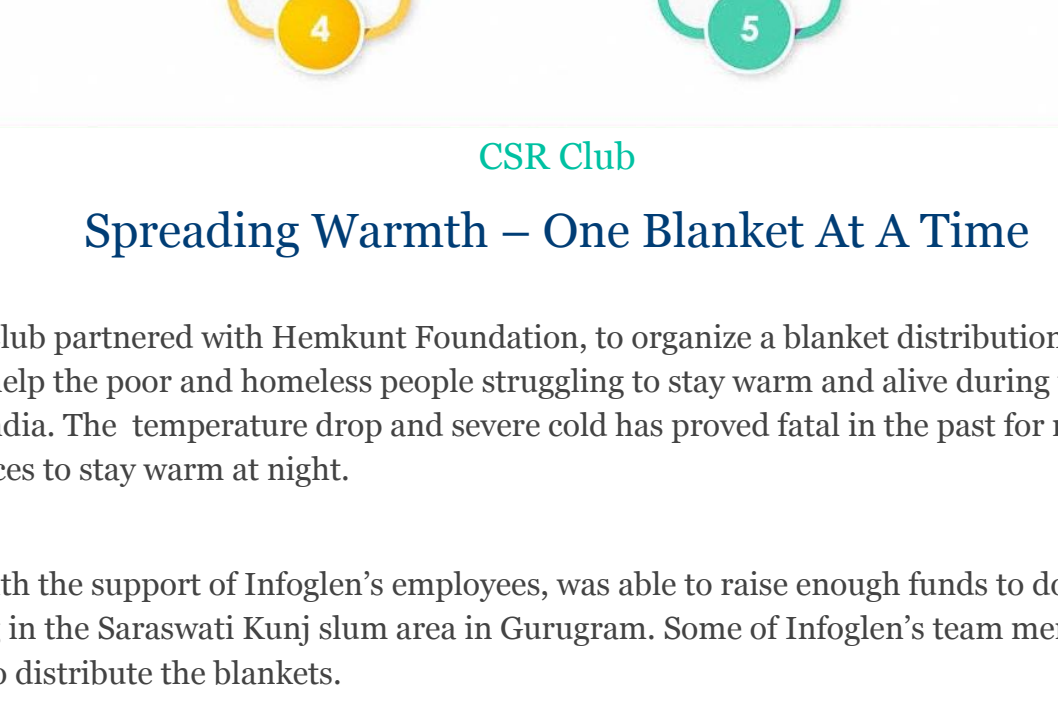 4 5
CSR Club
Spreading Warmth – One Blanket At A Time
lub partnered with Hemkunt Foundation, to organize a blanket distribution
elp the poor and homeless people struggling to stay warm and alive during
dia. The  temperature drop and severe cold has proved fatal in the past for
ces to stay warm at night.
th the support of Infoglen’s employees, was able to raise enough funds to do
in the Saraswati Kunj slum area in Gurugram. Some of Infoglen’s team me
distribute the blankets.